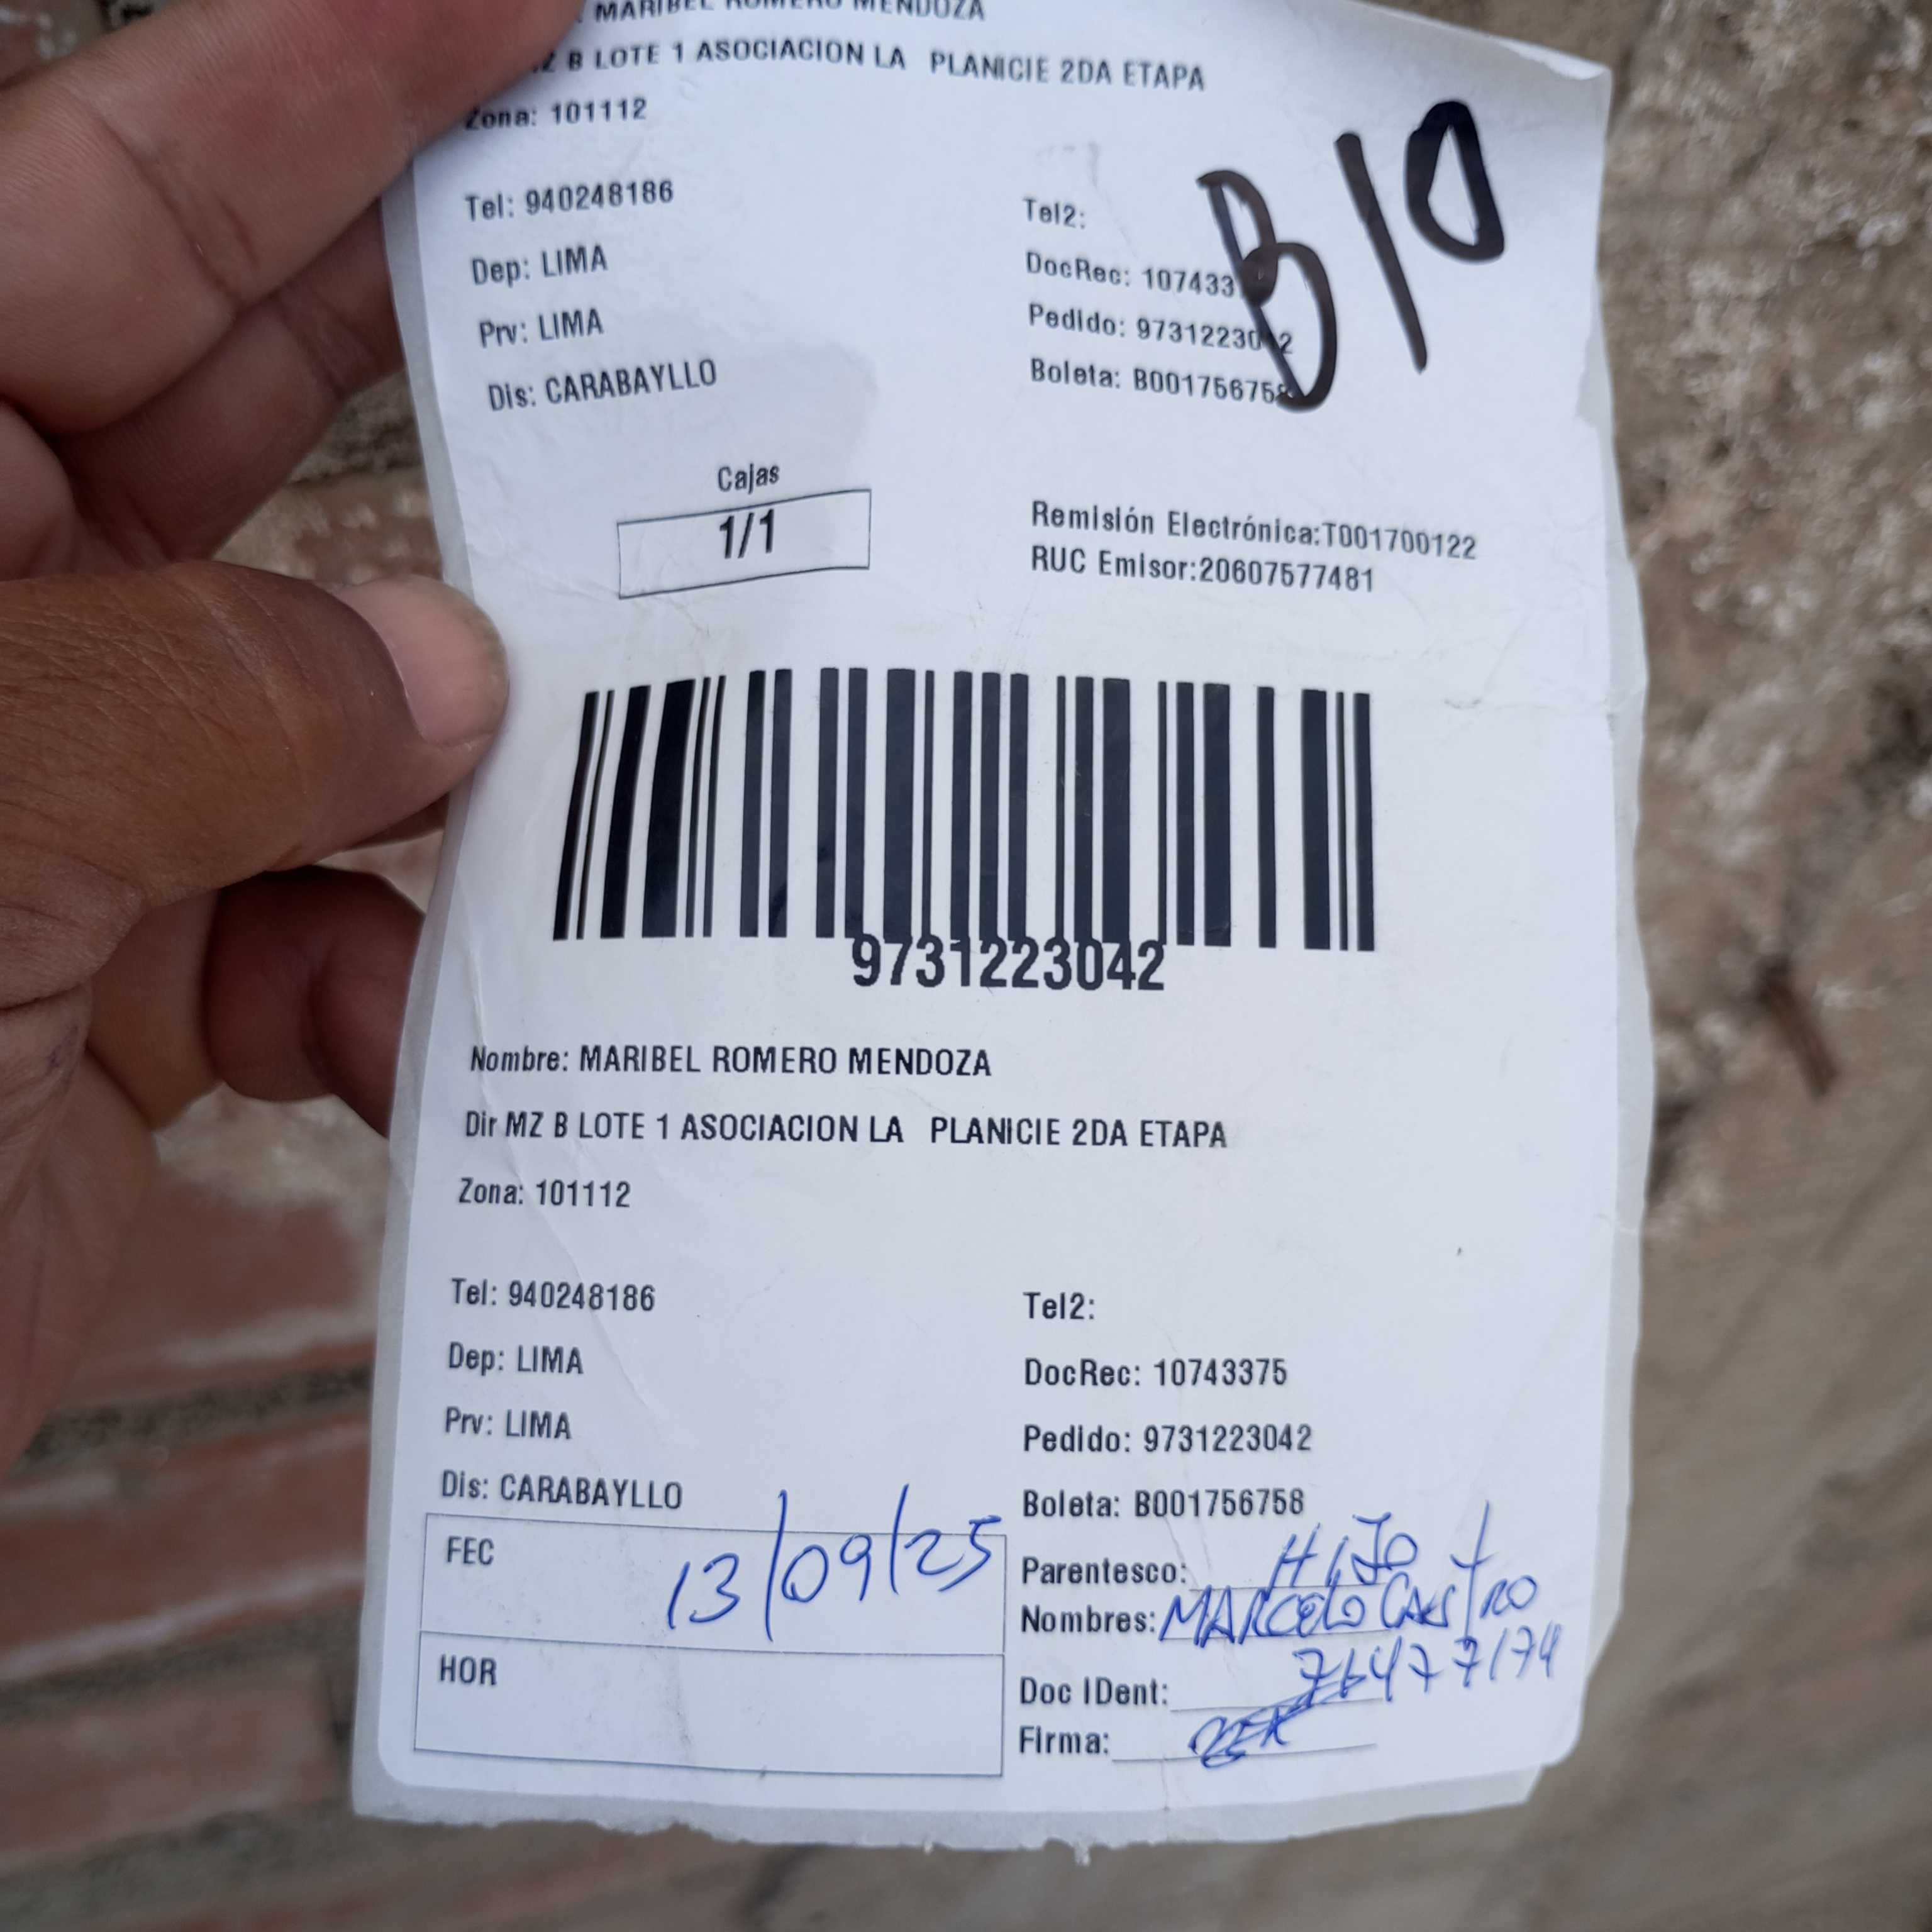 MARIBEL ROMERO MENDOZA
MZ B LOTE 1 ASOCIACION LA PLANICIE 2DA ETAPA
Zona: 101112
B10
Tel: 940248186
Tel2:
Dep: LIMA
DocRec: 107433
Prv: LIMA
Pedido: 9731223042
Dis: CARABAYLLO
Boleta: B001756758
Cajas
1/1
Remisión Electrónica:T001700122
RUC Emisor:20607577481
9731223042
Nombre: MARIBEL ROMERO MENDOZA
Dir MZ B LOTE 1 ASOCIACION LA PLANICIE 2DA ETAPA
Zona: 101112
Tel: 940248186
Tel2:
Dep: LIMA
DocRec: 10743375
Prv: LIMA
Pedido: 9731223042
Dis: CARABAYLLO
Boleta: B001756758
FEC 13/09/25
HOR
Parentesco: HIJO
Nombres: MARCELO CASTRO
Doc IDent: 76477174
Firma: